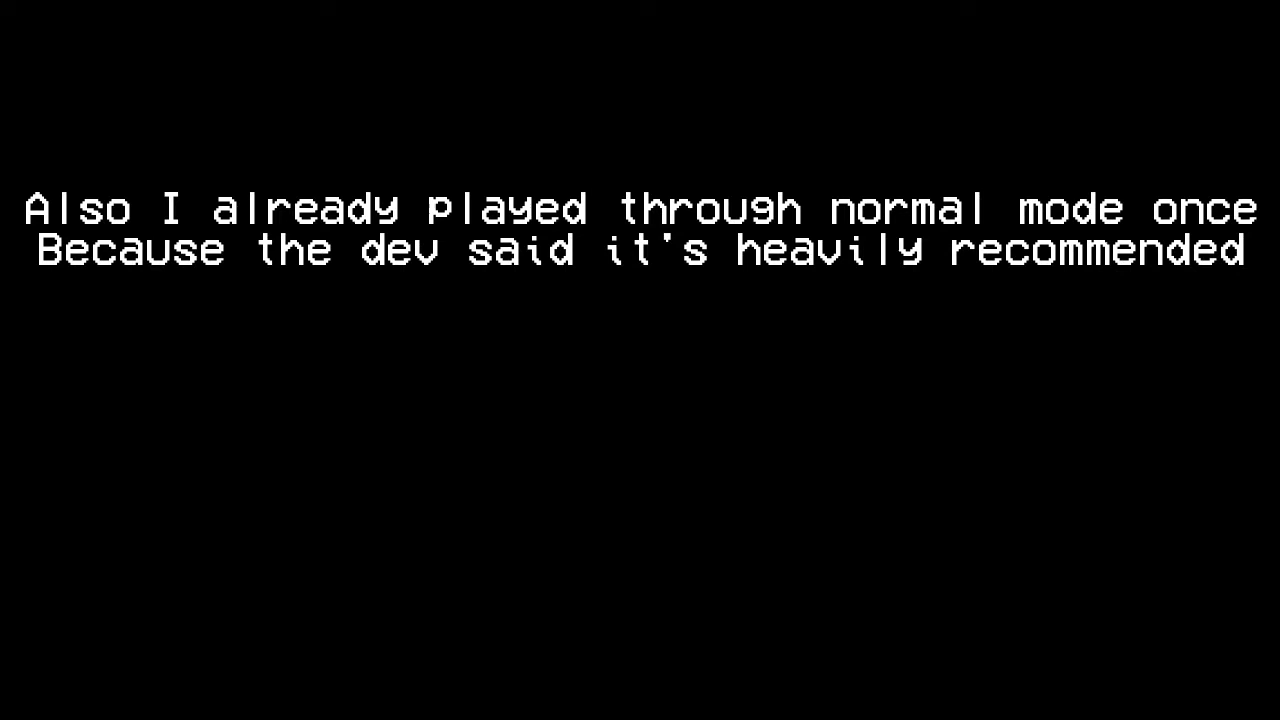 Also I already played through normal mode once
Because the dev said it's heavily recommended